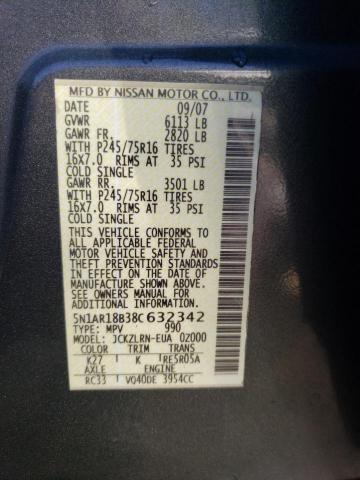 MFD BY NISSAN MOTOR CO., LTD.
DATE 09/07
GVWR 6113 LB
GAWR FR. 2820 LB
WITH P245/75R16 TIRES
16X7.0 RIMS AT 35 PSI
COLD SINGLE
GAWR RR. 3501 LB
WITH P245/75R16 TIRES
16X7.0 RIMS AT 35 PSI
COLD SINGLE
THIS VEHICLE CONFORMS TO
ALL APPLICABLE FEDERAL
MOTOR VEHICLE SAFETY AND
THEFT PREVENTION STANDARDS
IN EFFECT ON THE
DATE OF MANUFACTURE
SHOWN ABOVE.
SEE OWNERS MANUAL FOR
ADDITIONAL INFORMATION
5N1AR18B38C632342
TYPE: MPV 990
MODEL: JCKZLRN-EUA 02000
COLOR TRIM TRANS
K27 K RE5R05A
AXLE ENGINE
RC33 VQ40DE 3954CC